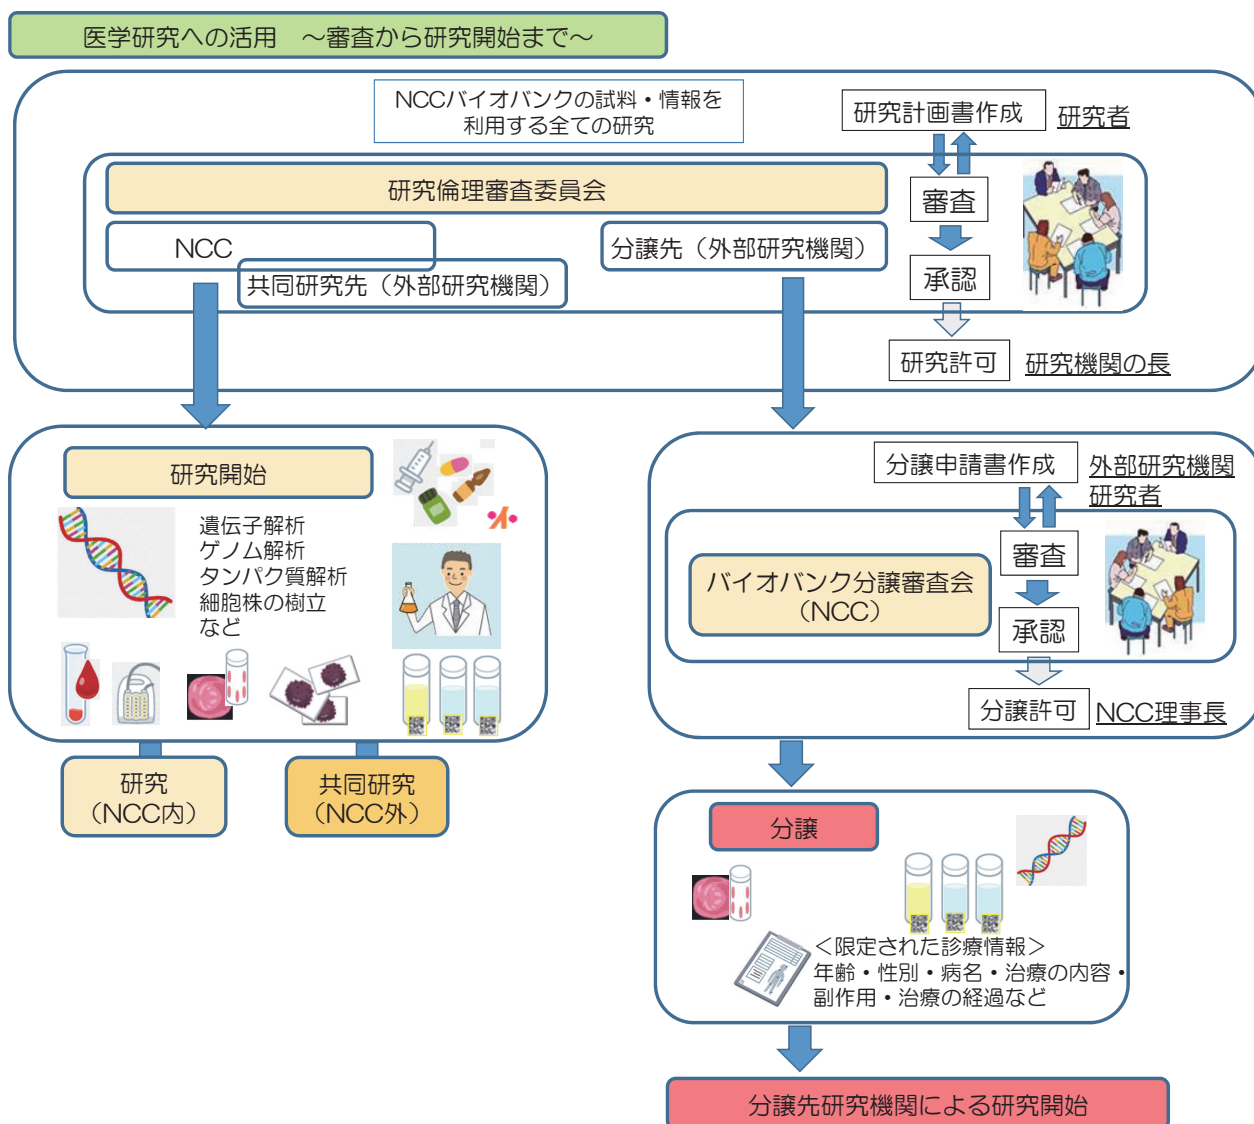 医学研究への活用　～審査から研究開始まで～
NCCバイオバンクの試料・情報を
利用する全ての研究
研究計画書作成
研究者
研究倫理審査委員会
審査
NCC
分譲先（外部研究機関）
共同研究先（外部研究機関）
承認
研究許可
研究機関の長
研究開始
遺伝子解析
ゲノム解析
タンパク質解析
細胞株の樹立
など
研究
（NCC内）
共同研究
（NCC外）
分譲申請書作成
外部研究機関
研究者
審査
バイオバンク分譲審査会
（NCC）
承認
分譲許可
NCC理事長
分譲
＜限定された診療情報＞
年齢・性別・病名・治療の内容・
副作用・治療の経過など
分譲先研究機関による研究開始